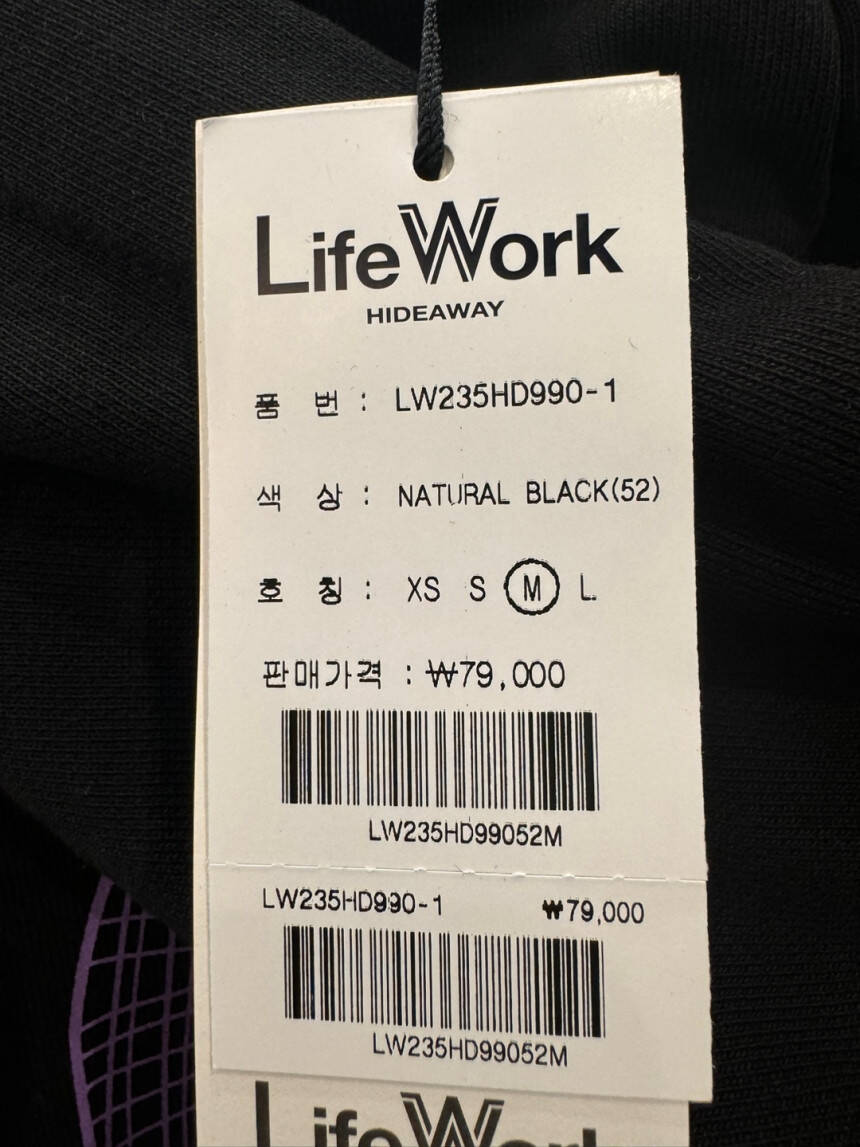 LifeWork
HIDEAWAY
품 번 : LW235HD990-1
색 상 : NATURAL BLACK(52)
호 칭 : XS S M L
판매가격 : ₩79,000
LW235HD99052M
LW235HD990-1 ₩79,000
LW235HD99052M
LifeWork